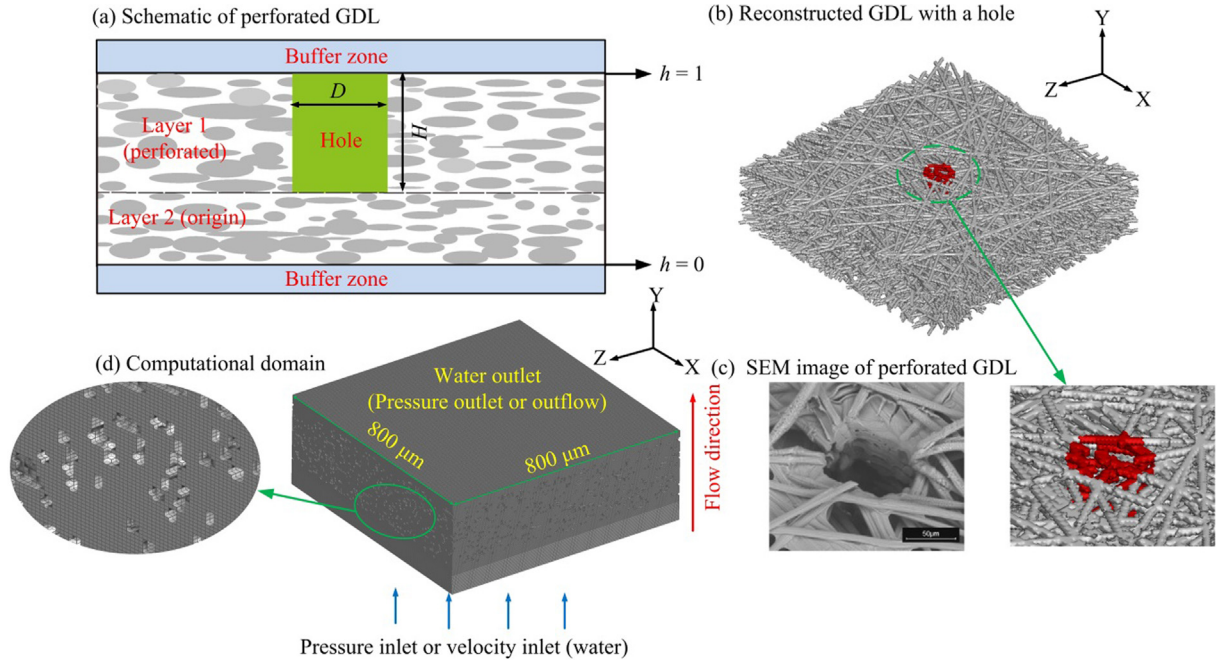 (a) Schematic of perforated GDL
Buffer zone
h = 1
D
H
Layer 1
(perforated)
Hole
Layer 2 (origin)
h = 0
Buffer zone
(b) Reconstructed GDL with a hole
Y
Z
X
(d) Computational domain
Y
Z
X
Water outlet
(Pressure outlet or outflow)
800 μm
800 μm
Flow direction
Pressure inlet or velocity inlet (water)
(c) SEM image of perforated GDL
50μm